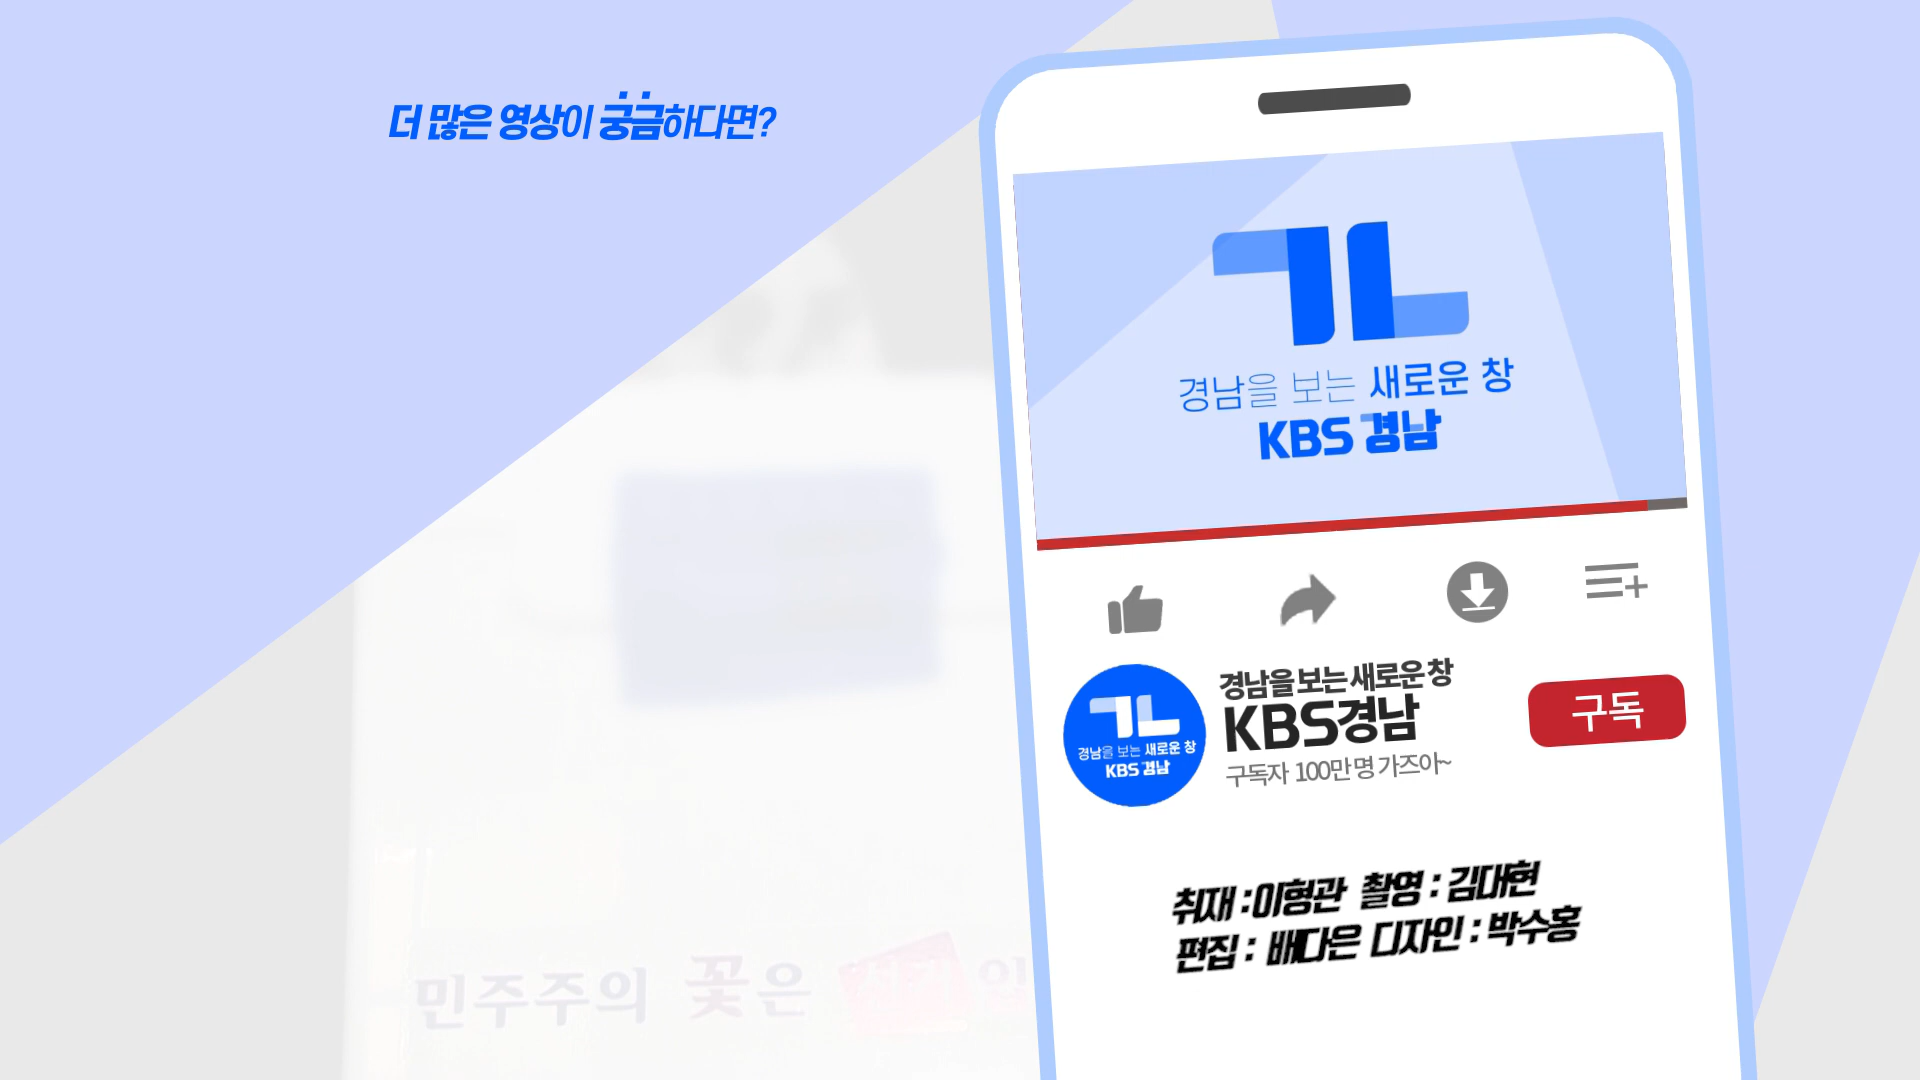 더 많은 영상이 궁금하다면?
경남을 보는 새로운 창
KBS 경남
구독
경남을 보는 새로운 창
KBS경남
구독자 100만 명 가즈아~
경남을 보는 새로운 창
KBS 경남
취재 : 이형관 촬영 : 김대현
편집 : 배다은 디자인 : 박수홍
민주주의 꽃은 선거 입